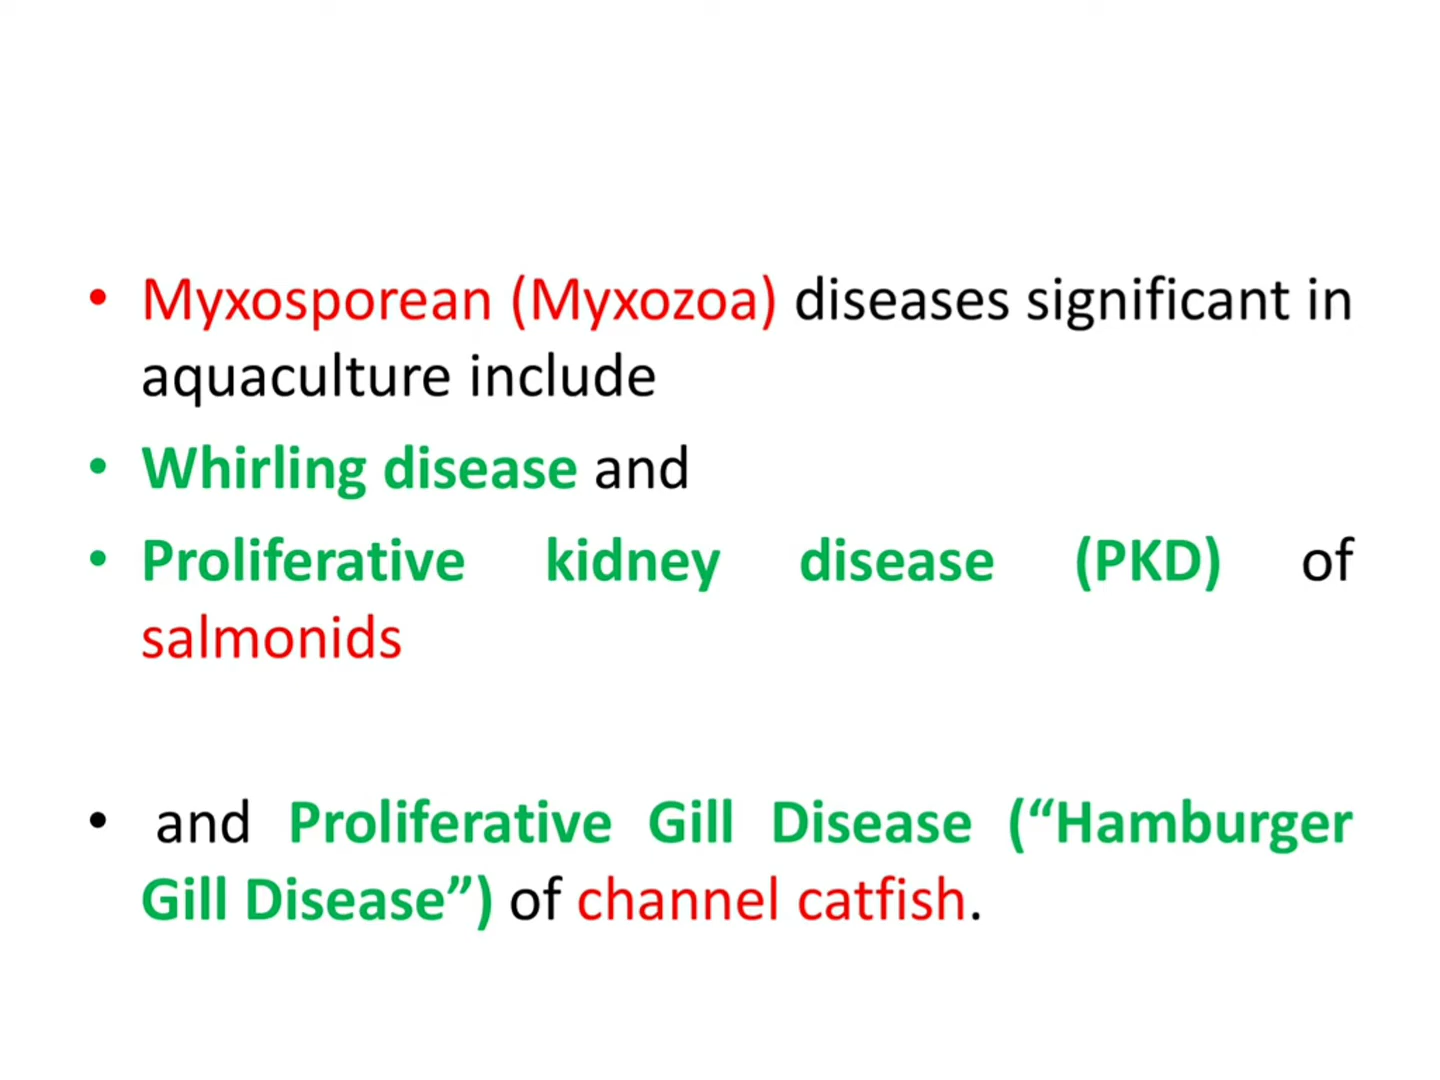 • Myxosporean (Myxozoa) diseases significant in
aquaculture include
• Whirling disease and
• Proliferative kidney disease (PKD) of
salmonids
• and Proliferative Gill Disease (“Hamburger
Gill Disease”) of channel catfish.